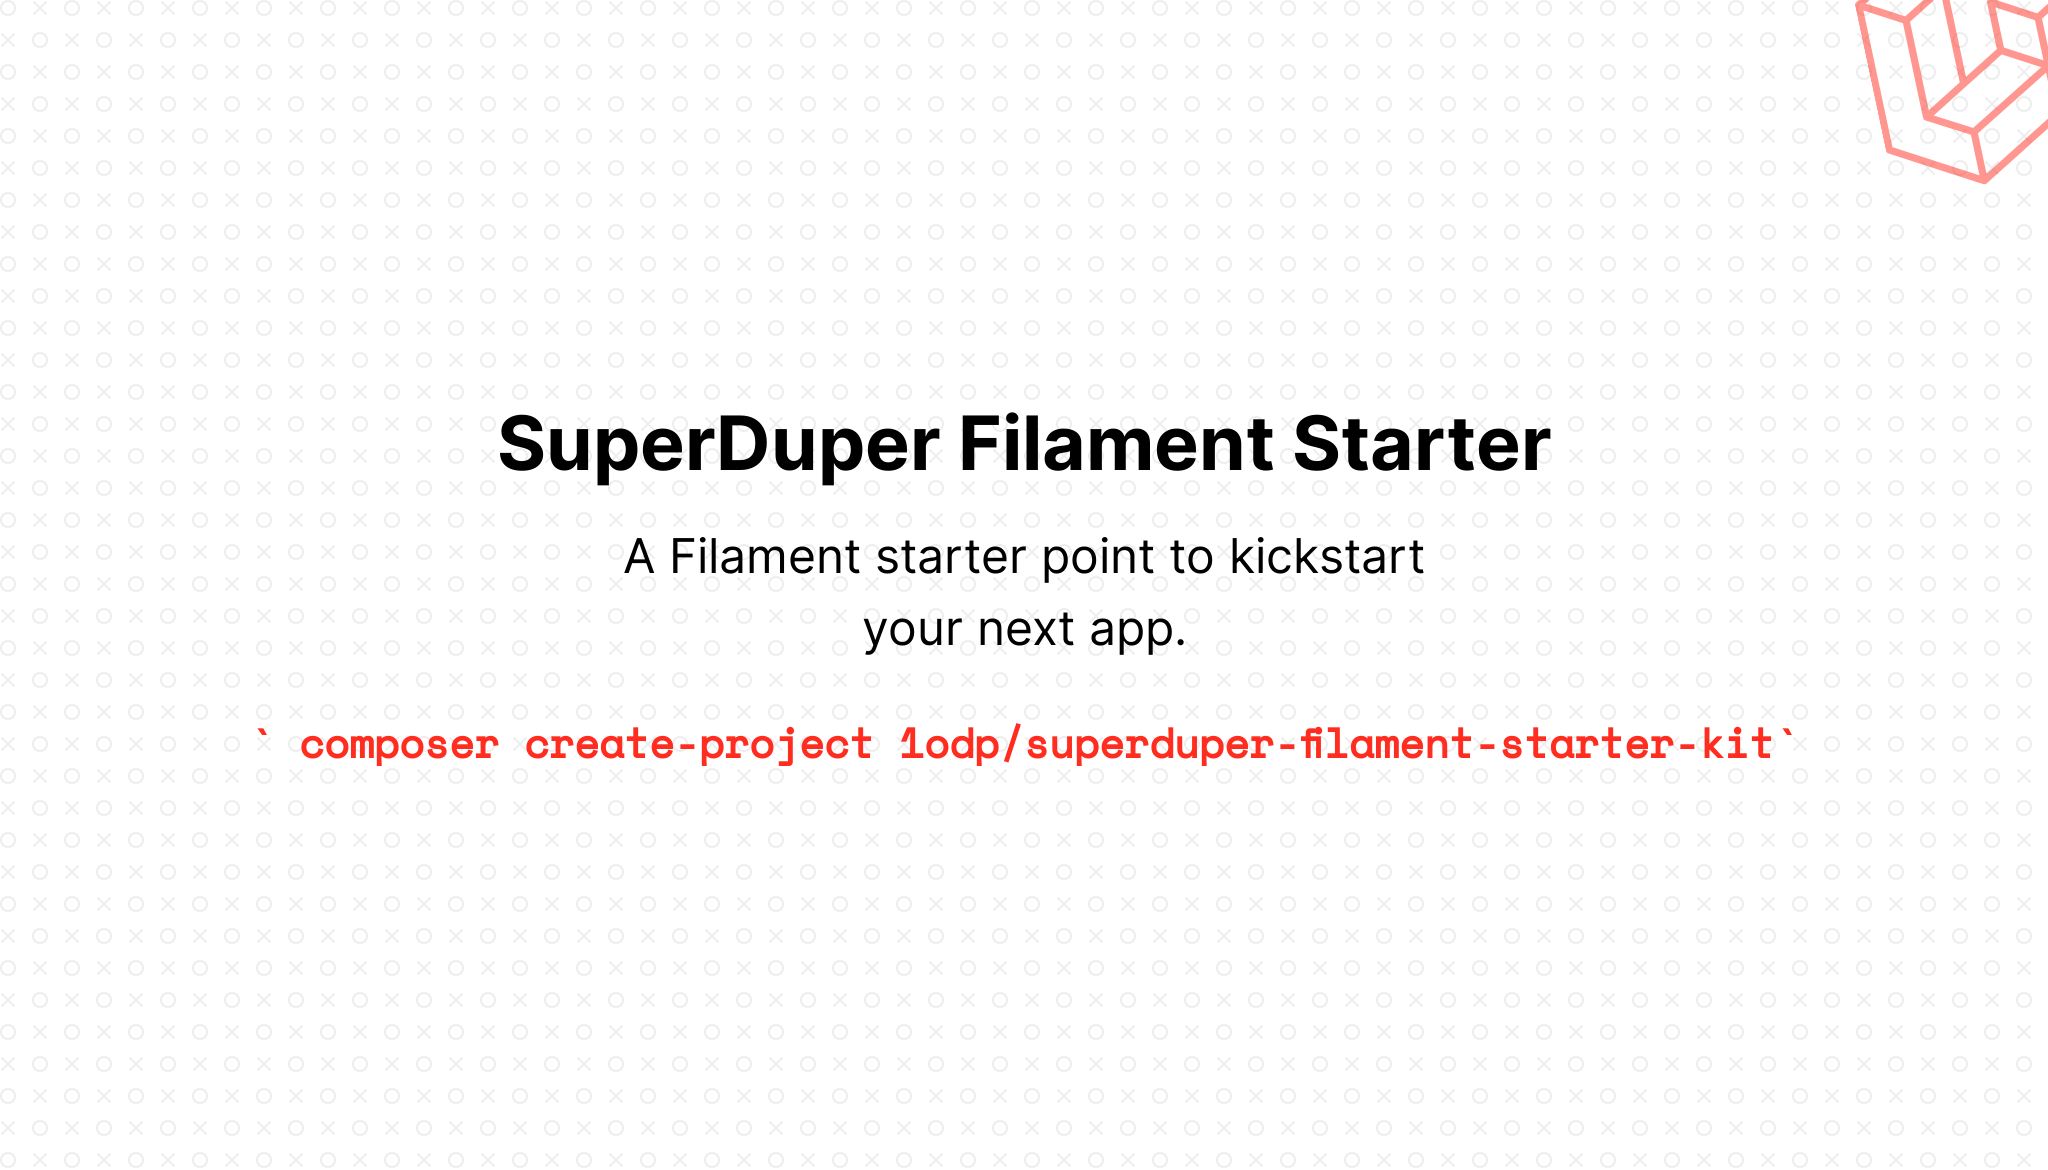 SuperDuper Filament Starter
A Filament starter point to kickstart
your next app.
` composer create-project 1odp/superduper-filament-starter-kit`